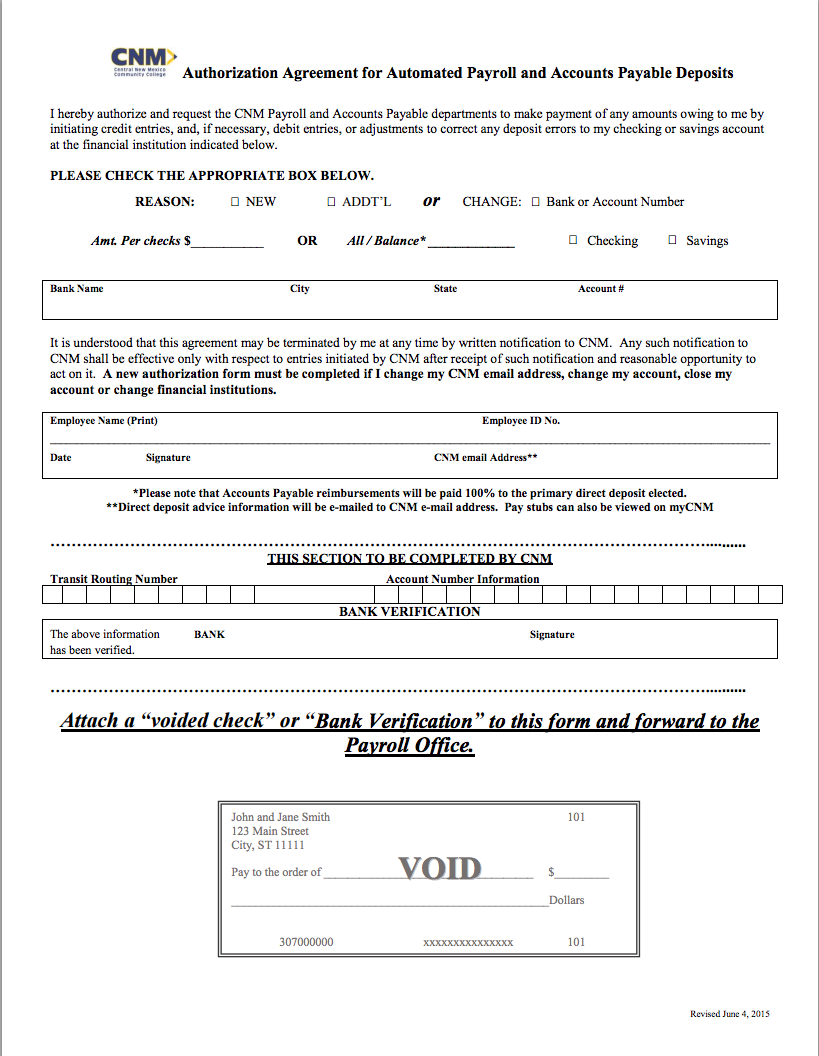 CNM
Central New Mexico
Community College
Authorization Agreement for Automated Payroll and Accounts Payable Deposits
I hereby authorize and request the CNM Payroll and Accounts Payable departments to make payment of any amounts owing to me by
initiating credit entries, and, if necessary, debit entries, or adjustments to correct any deposit errors to my checking or savings account
at the financial institution indicated below.
PLEASE CHECK THE APPROPRIATE BOX BELOW.
REASON: □ NEW □ ADDT’L or CHANGE: □ Bank or Account Number
Amt. Per checks $___________ OR All / Balance*_____________ □ Checking □ Savings
Bank Name City State Account #
It is understood that this agreement may be terminated by me at any time by written notification to CNM. Any such notification to
CNM shall be effective only with respect to entries initiated by CNM after receipt of such notification and reasonable opportunity to
act on it. A new authorization form must be completed if I change my CNM email address, change my account, close my
account or change financial institutions.
Employee Name (Print) Employee ID No.
Date Signature CNM email Address**
*Please note that Accounts Payable reimbursements will be paid 100% to the primary direct deposit elected.
**Direct deposit advice information will be e-mailed to CNM e-mail address. Pay stubs can also be viewed on myCNM
THIS SECTION TO BE COMPLETED BY CNM
Transit Routing Number Account Number Information
BANK VERIFICATION
The above information BANK Signature
has been verified.
Attach a “voided check” or “Bank Verification” to this form and forward to the
Payroll Office.
John and Jane Smith 101
123 Main Street
City, ST 11111
Pay to the order of ____________ VOID ____________ $_________
Dollars
307000000 xxxxxxxxxxxxxxx 101
Revised June 4, 2015